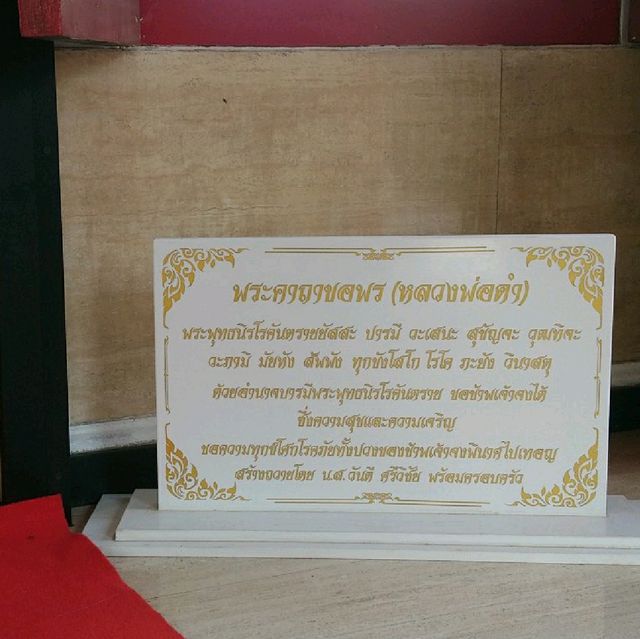 พระคาถาขอพร (หลวงพ่อดำ)
พระพุทธนิรโรคันตรายยัสสะ ปารมี วะเสนะ สุขัญจะ วุฒฑิจะ
วะภามิ มัยหัง สัพพัง ทุกขังโสโก โรโค ภะยัง วินาสตุ
ด้วยอำนาจบารมีพระพุทธนิรโรคันตราย ขอข้าพเจ้าจงได้
ซึ่งความสุขและความเจริญ
ขอความทุกข์โศกโรคภัยทั้งปวงของข้าพเจ้าจงพินาศไปเทอญ
สร้างถวายโดย น.ส.วันดี ศรีวิชัย พร้อมครอบครัว